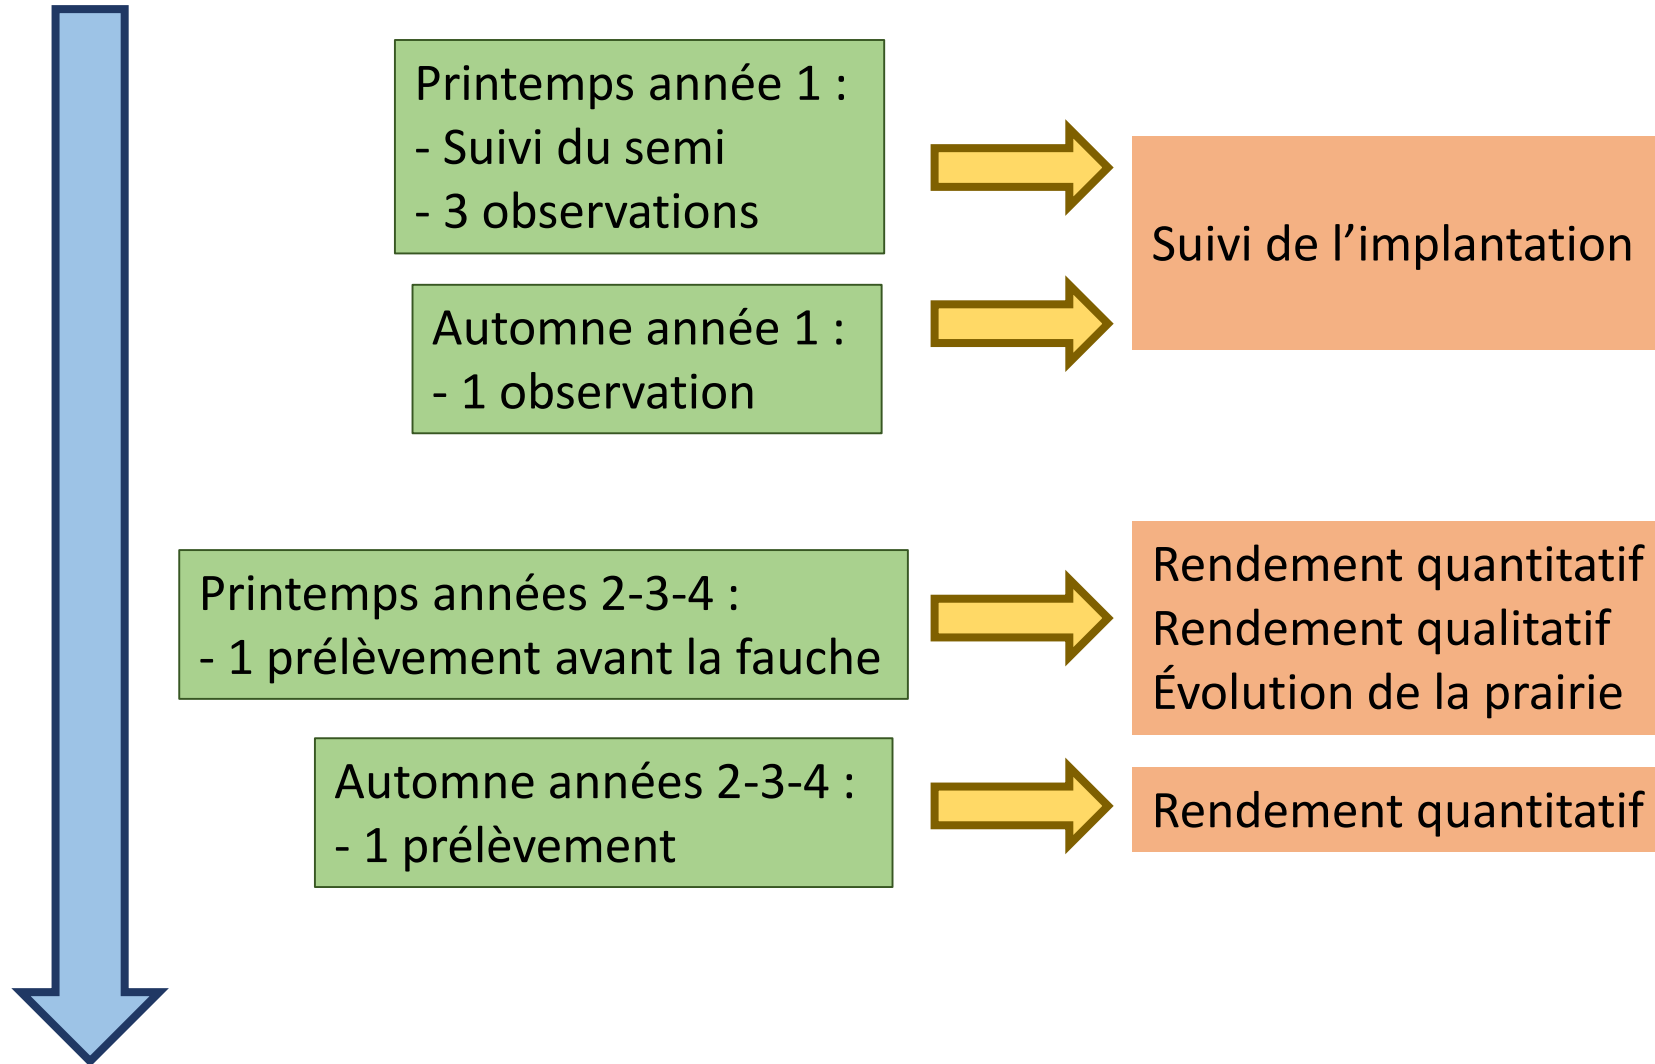 Printemps année 1 :
- Suivi du semi
- 3 observations
Suivi de l’implantation
Automne année 1 :
- 1 observation
Printemps années 2-3-4 :
- 1 prélèvement avant la fauche
Rendement quantitatif
Rendement qualitatif
Évolution de la prairie
Automne années 2-3-4 :
- 1 prélèvement
Rendement quantitatif